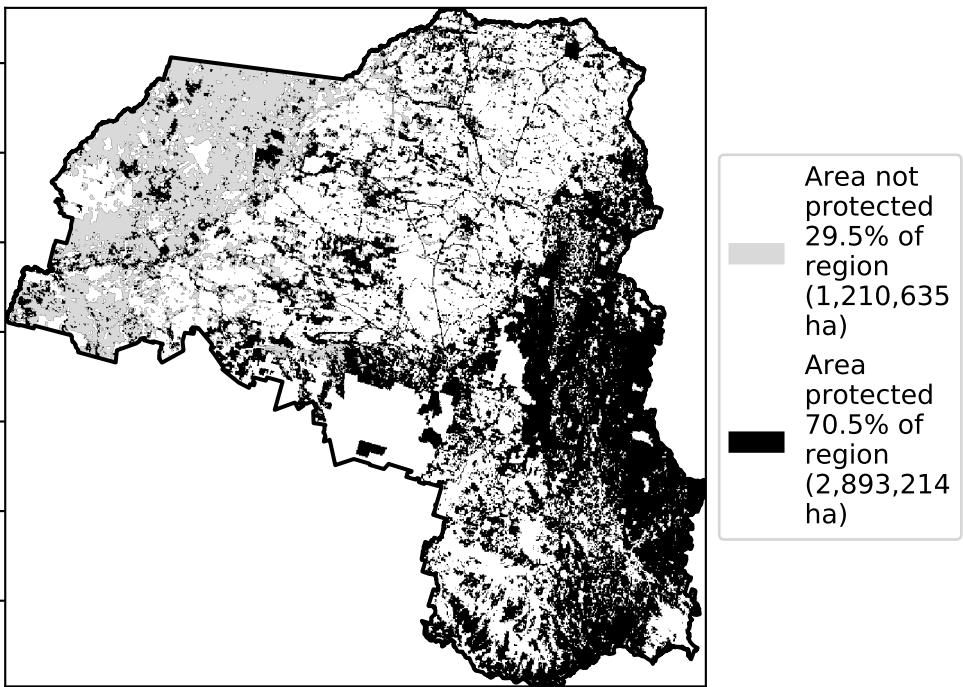 Area not
protected
29.5% of
region
(1,210,635
ha)
Area
protected
70.5% of
region
(2,893,214
ha)